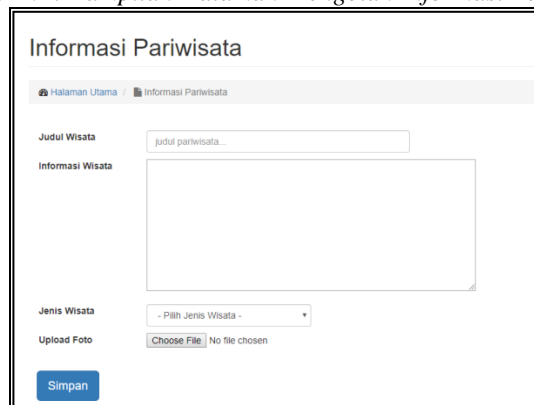 Informasi Pariwisata
Halaman Utama / Informasi Pariwisata
Judul Wisata
judul pariwisata...
Informasi Wisata
Jenis Wisata
- Pilih Jenis Wisata -
Upload Foto
Choose File No file chosen
Simpan